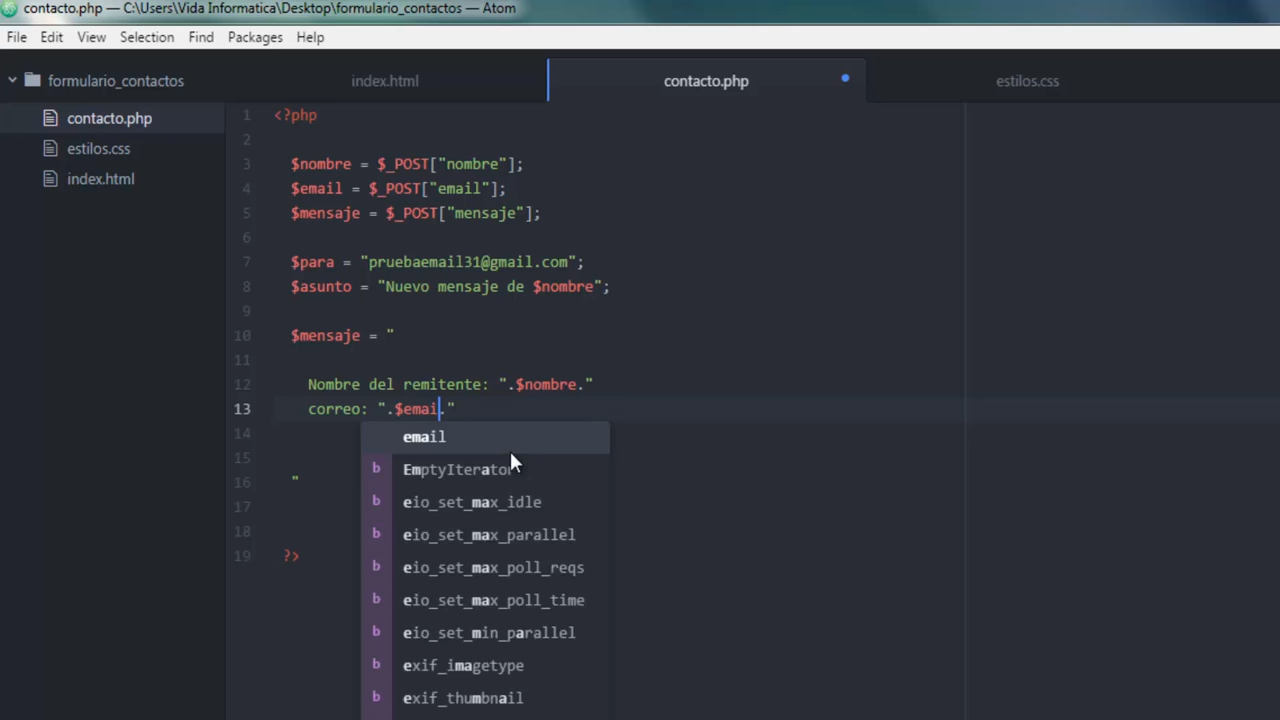 contacto.php — C:\Users\Vida Informatica\Desktop\formulario_contactos — Atom
File Edit View Selection Find Packages Help
formulario_contactos
contacto.php
estilos.css
index.html
index.html contacto.php estilos.css
1 <?php
2
3 $nombre = $_POST["nombre"];
4 $email = $_POST["email"];
5 $mensaje = $_POST["mensaje"];
6
7 $para = "pruebaemail31@gmail.com";
8 $asunto = "Nuevo mensaje de $nombre";
9
10 $mensaje = "
11
12 Nombre del remitente: ".$nombre."
13 correo: ".$emai."
14
15
16 "
17
18
19 ?>
email
b EmptyIterator
b eio_set_max_idle
b eio_set_max_parallel
b eio_set_max_poll_reqs
b eio_set_max_poll_time
b eio_set_min_parallel
b exif_imagetype
b exif_thumbnail